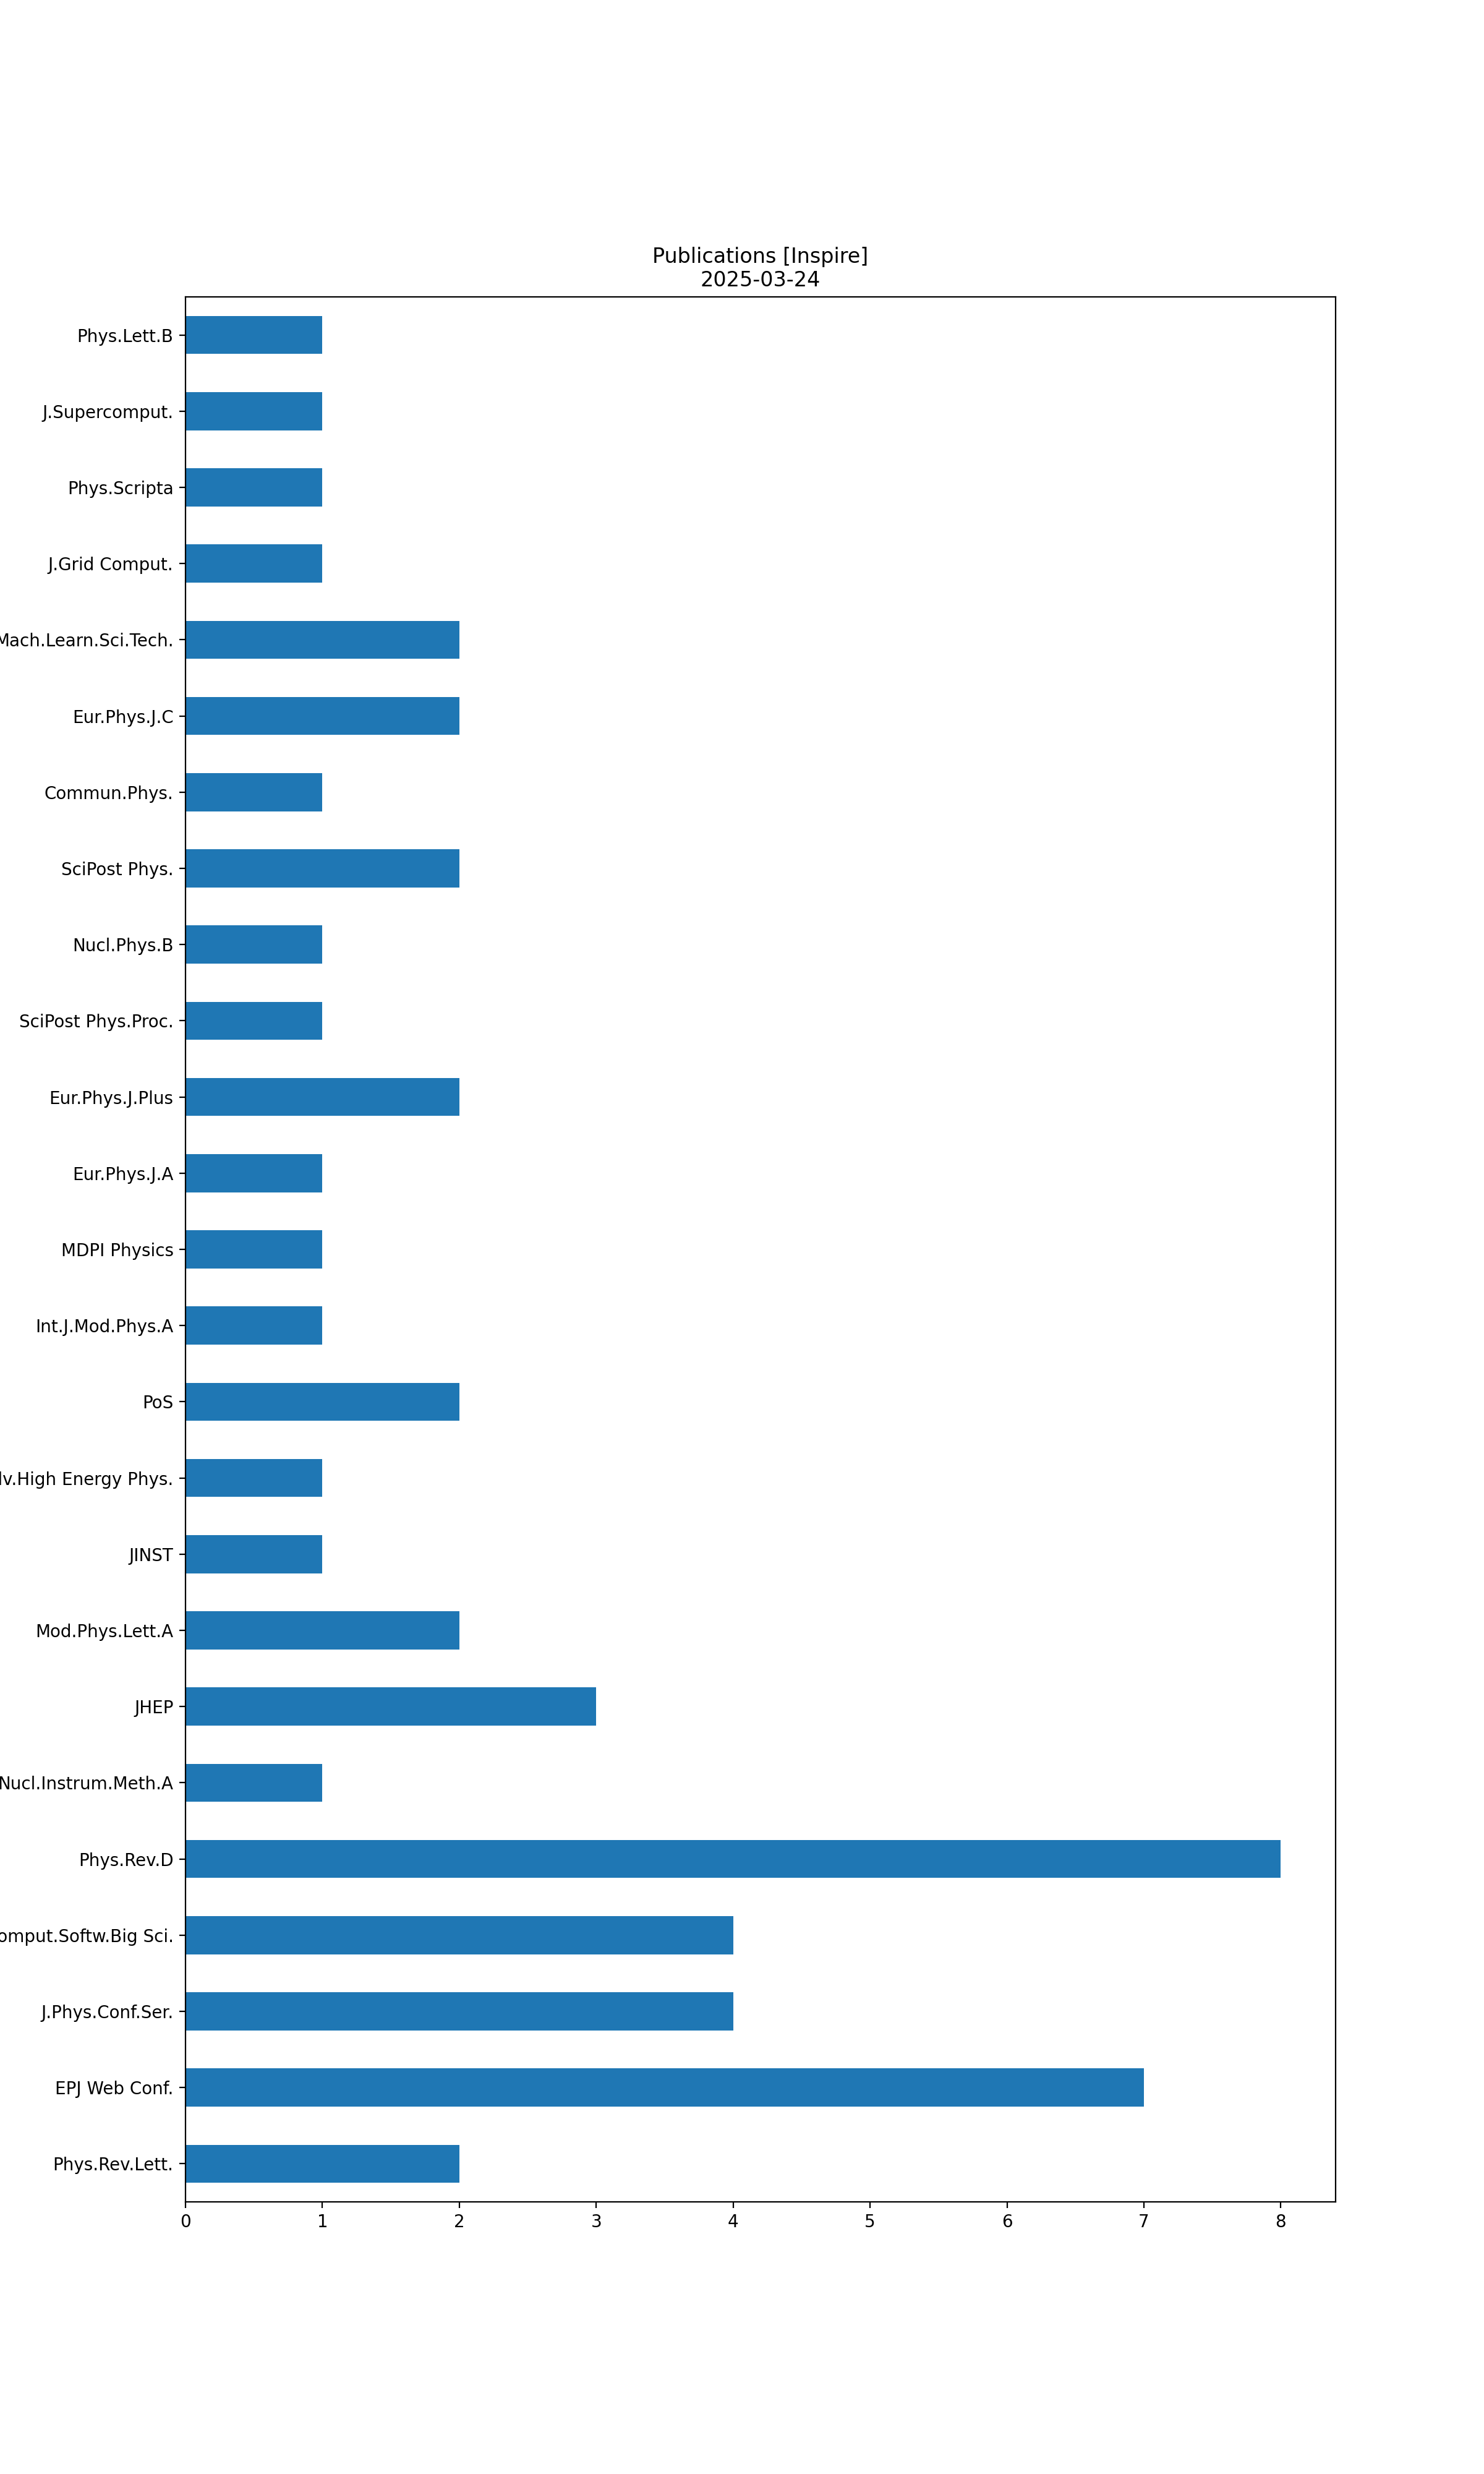 Publications [Inspire]
2025-03-24
Phys.Lett.B
J.Supercomput.
Phys.Scripta
J.Grid Comput.
Mach.Learn.Sci.Tech.
Eur.Phys.J.C
Commun.Phys.
SciPost Phys.
Nucl.Phys.B
SciPost Phys.Proc.
Eur.Phys.J.Plus
Eur.Phys.J.A
MDPI Physics
Int.J.Mod.Phys.A
PoS
v.High Energy Phys.
JINST
Mod.Phys.Lett.A
JHEP
Nucl.Instrum.Meth.A
Phys.Rev.D
omput.Softw.Big Sci.
J.Phys.Conf.Ser.
EPJ Web Conf.
Phys.Rev.Lett.
0 1 2 3 4 5 6 7 8